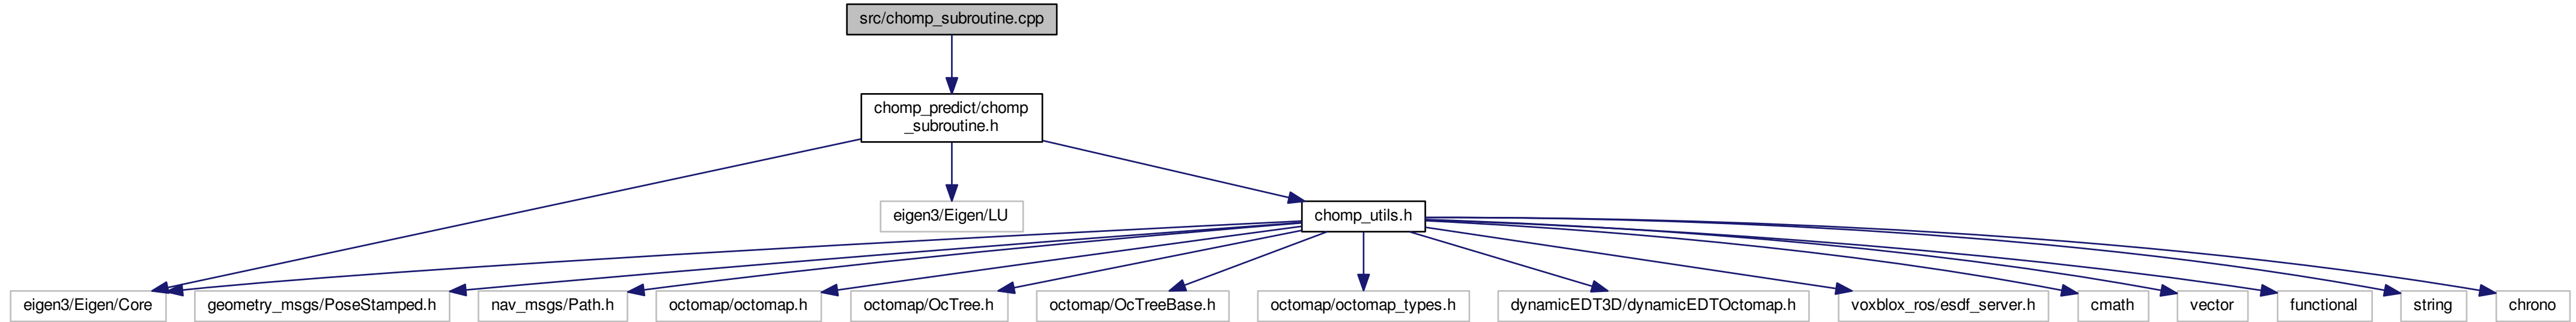 src/chomp_subroutine.cpp
chomp_predict/chomp
_subroutine.h
eigen3/Eigen/LU
chomp_utils.h
eigen3/Eigen/Core
geometry_msgs/PoseStamped.h
nav_msgs/Path.h
octomap/octomap.h
octomap/OcTree.h
octomap/OcTreeBase.h
octomap/octomap_types.h
dynamicEDT3D/dynamicEDTOctomap.h
voxblox_ros/esdf_server.h
cmath
vector
functional
string
chrono